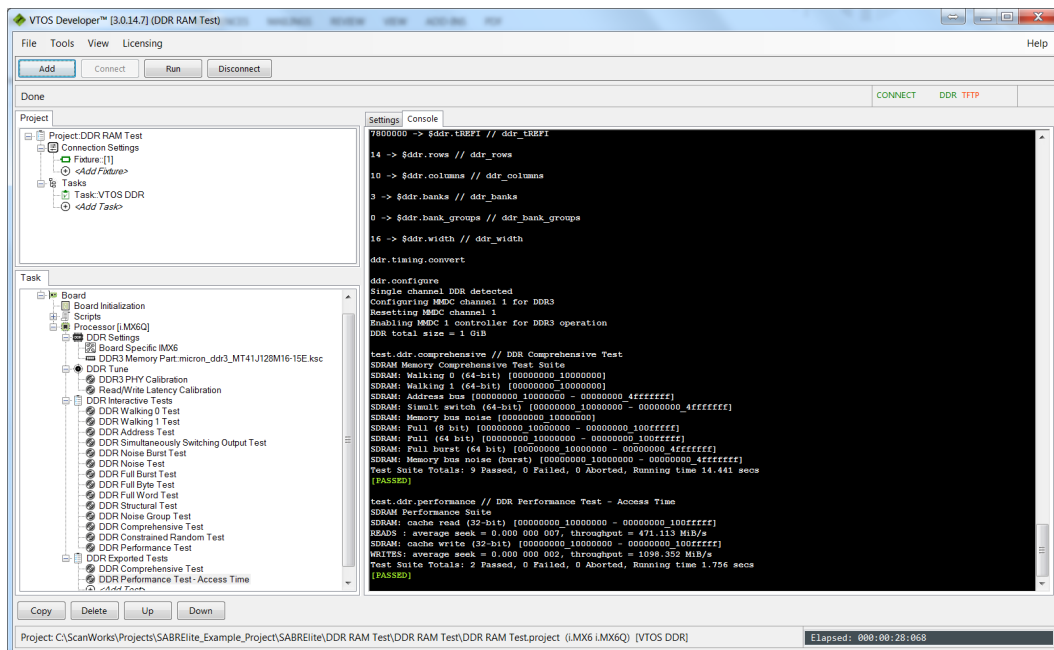 VTOS Developer™ [3.0.14.7] (DDR RAM Test)
File Tools View Licensing Help
Add Connect Run Disconnect
Done CONNECT DDR TFTP
Project
Project:DDR RAM Test
Connection Settings
Fixture::[1]
<Add Fixture>
Tasks
Task::VTOS DDR
<Add Task>
Task
Board
Board Initialization
Scripts
Processor [i.MX6Q]
DDR Settings
Board Specific IMX6
DDR3 Memory Part::micron_ddr3_MT41J128M16-15E.ksc
DDR Tune
DDR3 PHY Calibration
Read/Write Latency Calibration
DDR Interactive Tests
DDR Walking 0 Test
DDR Walking 1 Test
DDR Address Test
DDR Simultaneously Switching Output Test
DDR Noise Burst Test
DDR Noise Test
DDR Full Burst Test
DDR Full Byte Test
DDR Full Word Test
DDR Structural Test
DDR Noise Group Test
DDR Comprehensive Test
DDR Constrained Random Test
DDR Performance Test
DDR Exported Tests
DDR Comprehensive Test
DDR Performance Test - Access Time
<Add Test>
Copy Delete Up Down
Settings Console
7800000 -> $ddr.tREFI // ddr_tREFI
14 -> $ddr.rows // ddr_rows
10 -> $ddr.columns // ddr_columns
3 -> $ddr.banks // ddr_banks
0 -> $ddr.bank_groups // ddr_bank_groups
16 -> $ddr.width // ddr_width
ddr.timing.convert
ddr.configure
Single channel DDR detected
Configuring MMDC channel 1 for DDR3
Resetting MMDC channel 1
Enabling MMDC 1 controller for DDR3 operation
DDR total size = 1 GiB
test.ddr.comprehensive // DDR Comprehensive Test
SDRAM Memory Comprehensive Test Suite
SDRAM: Walking 0 (64-bit) [00000000_10000000]
SDRAM: Walking 1 (64-bit) [00000000_10000000]
SDRAM: Address bus [00000000_10000000 - 00000000_4fffffff]
SDRAM: Simult switch (64-bit) [00000000_10000000 - 00000000_4fffffff]
SDRAM: Memory bus noise [00000000_10000000]
SDRAM: Full (8 bit) [00000000_10000000 - 00000000_100fffff]
SDRAM: Full (64 bit) [00000000_10000000 - 00000000_100fffff]
SDRAM: Full burst (64 bit) [00000000_10000000 - 00000000_4fffffff]
SDRAM: Memory bus noise (burst) [00000000_10000000 - 00000000_4fffffff]
Test Suite Totals: 9 Passed, 0 Failed, 0 Aborted, Running time 14.441 secs
[PASSED]
test.ddr.performance // DDR Performance Test - Access Time
SDRAM Performance Suite
SDRAM: cache read (32-bit) [00000000_10000000 - 00000000_100fffff]
READS : average seek = 0.000 000 007, throughput = 471.113 MiB/s
SDRAM: cache write (32-bit) [00000000_10000000 - 00000000_100fffff]
WRITES: average seek = 0.000 000 002, throughput = 1098.352 MiB/s
Test Suite Totals: 2 Passed, 0 Failed, 0 Aborted, Running time 1.756 secs
[PASSED]
Project: C:\ScanWorks\Projects\SABRElite_Example_Project\SABRElite\DDR RAM Test\DDR RAM Test\DDR RAM Test.project (i.MX6 i.MX6Q) [VTOS DDR] Elapsed: 000:00:28:068